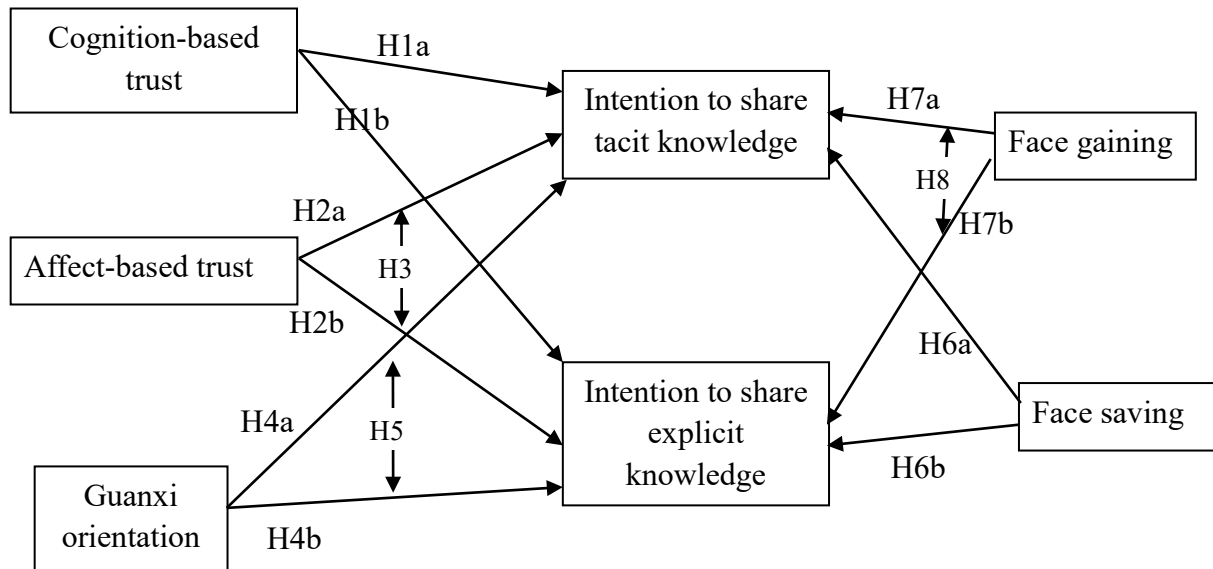 Cognition-based
trust
H1a
H1b
Intention to share
tacit knowledge
H7a
Face gaining
H8
H7b
H2a
Affect-based trust
H3
H2b
H6a
Intention to share
explicit
knowledge
Face saving
H6b
H4a
H5
Guanxi
orientation
H4b